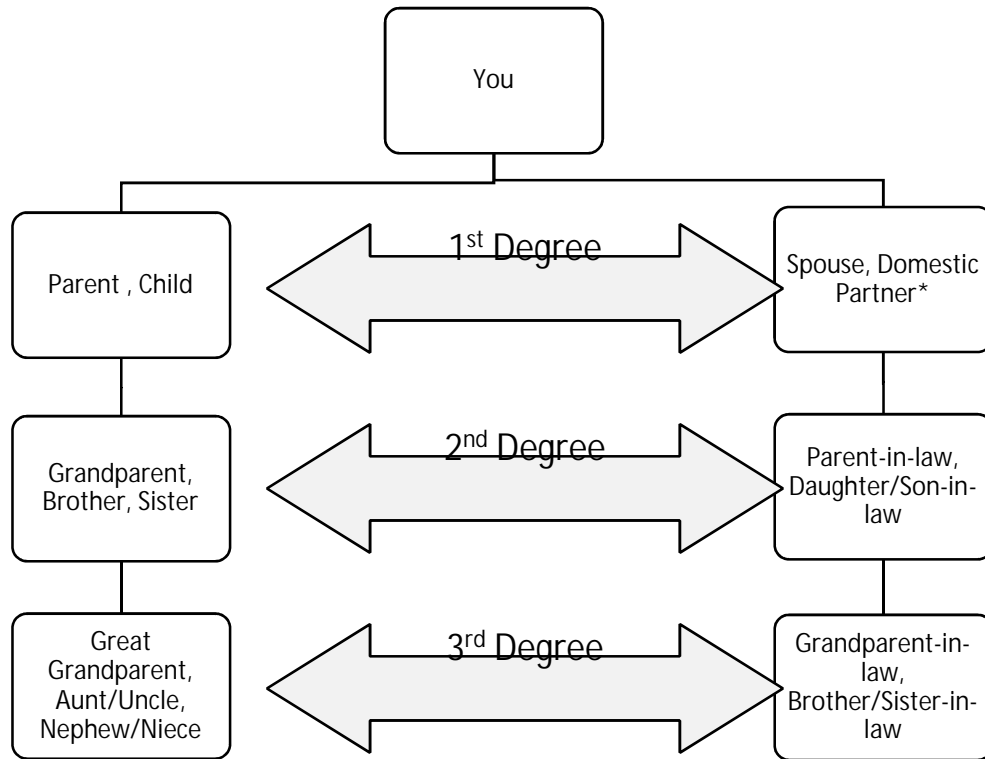 You
Parent , Child
1st Degree
Spouse, Domestic
Partner*
Grandparent,
Brother, Sister
2nd Degree
Parent-in-law,
Daughter/Son-in-
law
Great
Grandparent,
Aunt/Uncle,
Nephew/Niece
3rd Degree
Grandparent-in-
law,
Brother/Sister-in-
law